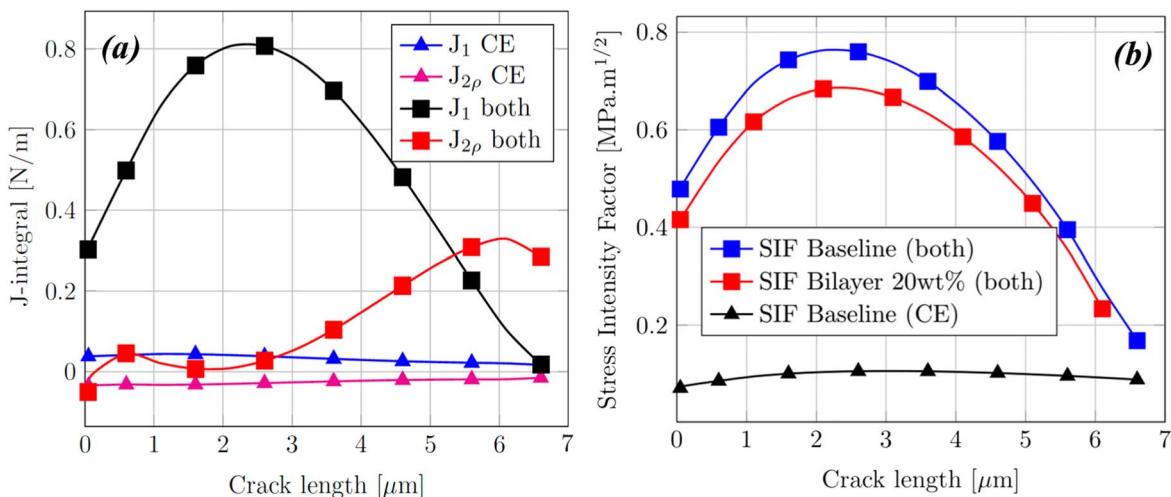 (a)
J₁ CE
J₂ρ CE
J₁ both
J₂ρ both
J-integral [N/m]
0.8
0.6
0.4
0.2
0
0 1 2 3 4 5 6 7
Crack length [μm]
(b)
SIF Baseline (both)
SIF Bilayer 20wt% (both)
SIF Baseline (CE)
Stress Intensity Factor [MPa.m^1/2]
0.8
0.6
0.4
0.2
0 1 2 3 4 5 6 7
Crack length [μm]